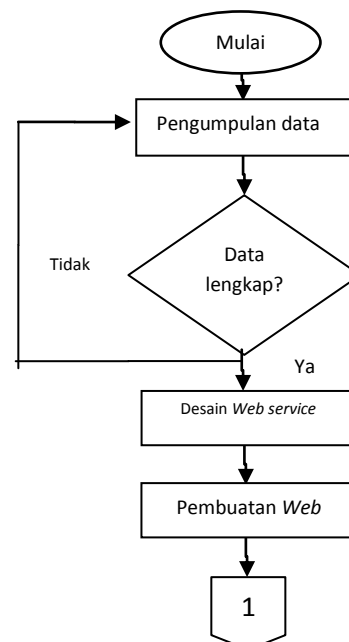 Mulai
Pengumpulan data
Data
lengkap?
Tidak
Ya
Desain Web service
Pembuatan Web
1